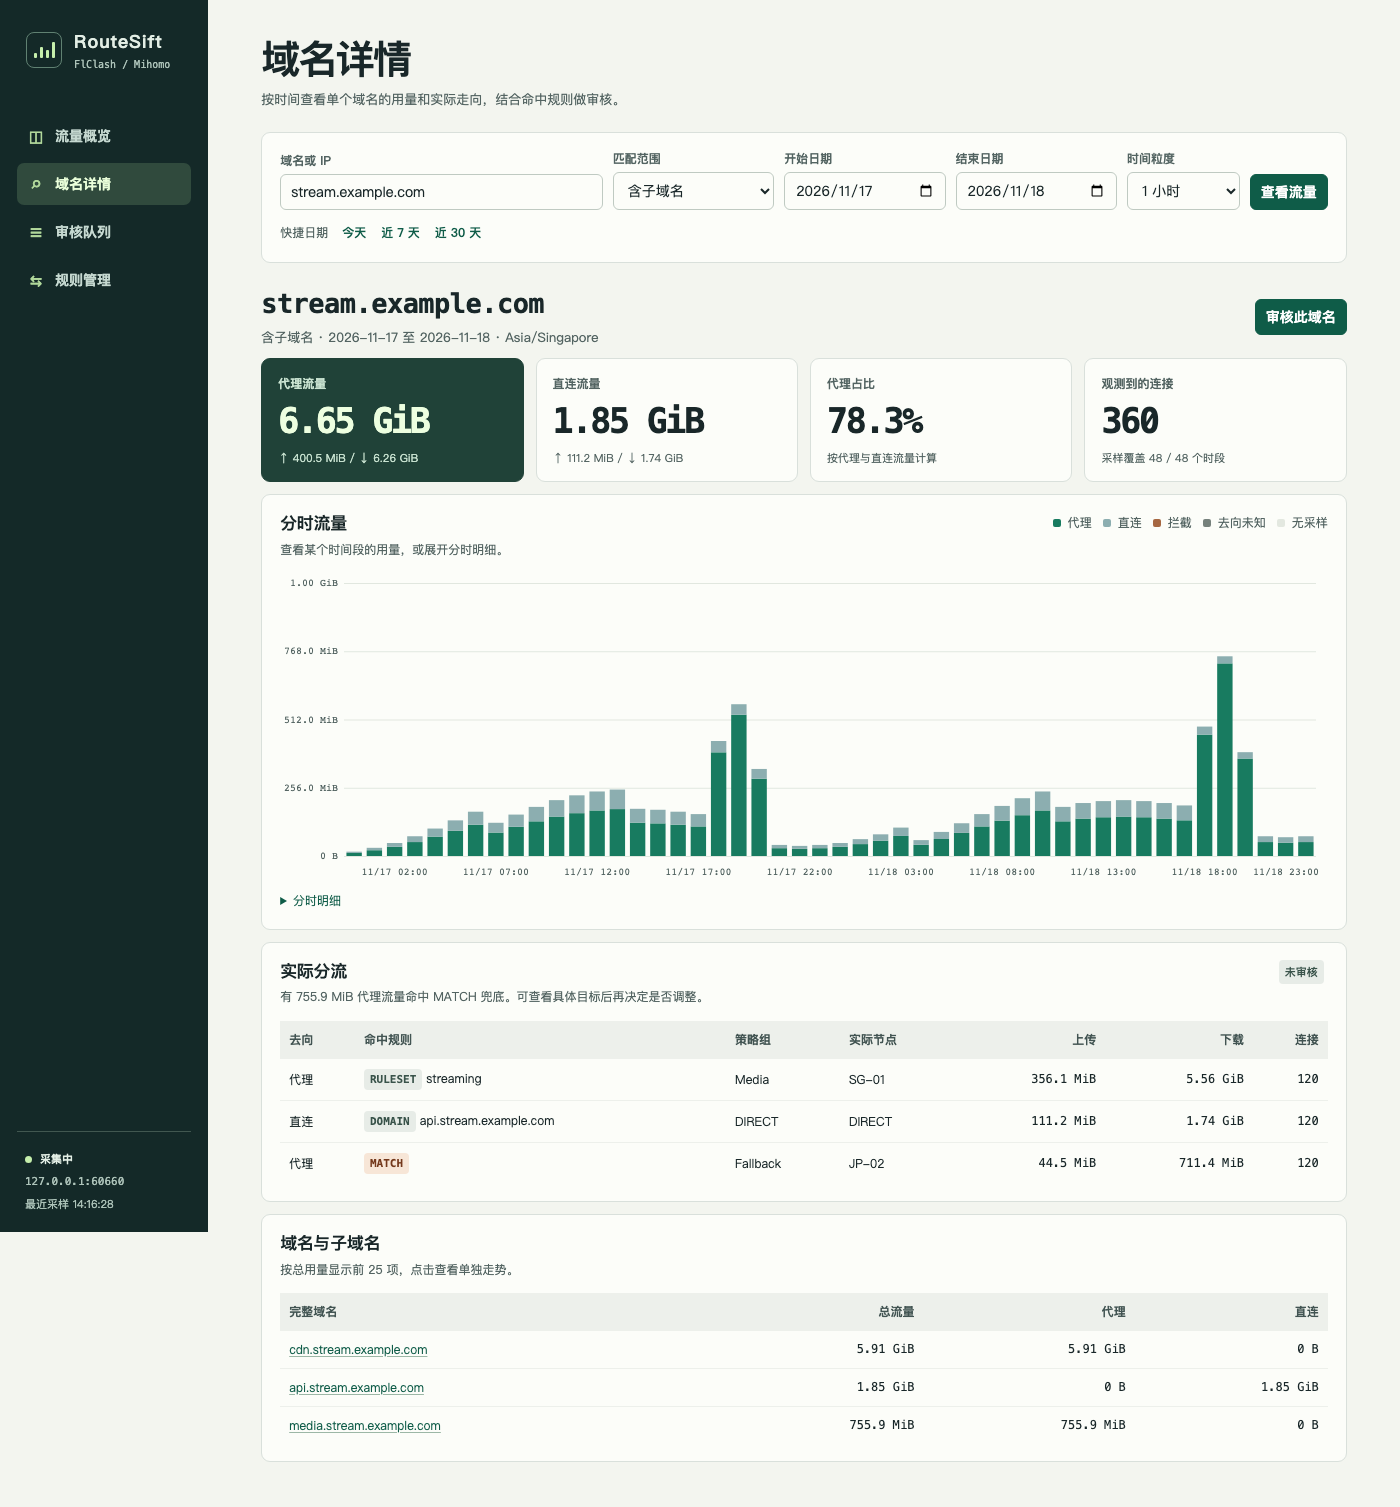 RouteSift
FlClash / Mihomo
流量概览
域名详情
审核队列
规则管理
采集中
127.0.0.1:60660
最近采样 14:16:28
域名详情
按时间查看单个域名的用量和实际走向，结合命中规则做审核。
域名或 IP 匹配范围 开始日期 结束日期 时间粒度
stream.example.com 含子域名 2026/11/17 2026/11/18 1 小时 查看流量
快捷日期 今天 近 7 天 近 30 天
stream.example.com
含子域名 · 2026-11-17 至 2026-11-18 · Asia/Singapore
审核此域名
代理流量
6.65 GiB
↑ 400.5 MiB / ↓ 6.26 GiB
直连流量
1.85 GiB
↑ 111.2 MiB / ↓ 1.74 GiB
代理占比
78.3%
按代理与直连流量计算
观测到的连接
360
采样覆盖 48 / 48 个时段
分时流量
代理 直连 拦截 去向未知 无采样
查看某个时间段的用量，或展开分时明细。
1.00 GiB
768.0 MiB
512.0 MiB
256.0 MiB
0 B
11/17 02:00 11/17 07:00 11/17 12:00 11/17 17:00 11/17 22:00 11/18 03:00 11/18 08:00 11/18 13:00 11/18 18:00 11/18 23:00
▶ 分时明细
实际分流
未审核
有 755.9 MiB 代理流量命中 MATCH 兜底。可查看具体目标后再决定是否调整。
去向 命中规则 策略组 实际节点 上传 下载 连接
代理 RULESET streaming Media SG-01 356.1 MiB 5.56 GiB 120
直连 DOMAIN api.stream.example.com DIRECT DIRECT 111.2 MiB 1.74 GiB 120
代理 MATCH Fallback JP-02 44.5 MiB 711.4 MiB 120
域名与子域名
按总用量显示前 25 项，点击查看单独走势。
完整域名 总流量 代理 直连
cdn.stream.example.com 5.91 GiB 5.91 GiB 0 B
api.stream.example.com 1.85 GiB 0 B 1.85 GiB
media.stream.example.com 755.9 MiB 755.9 MiB 0 B